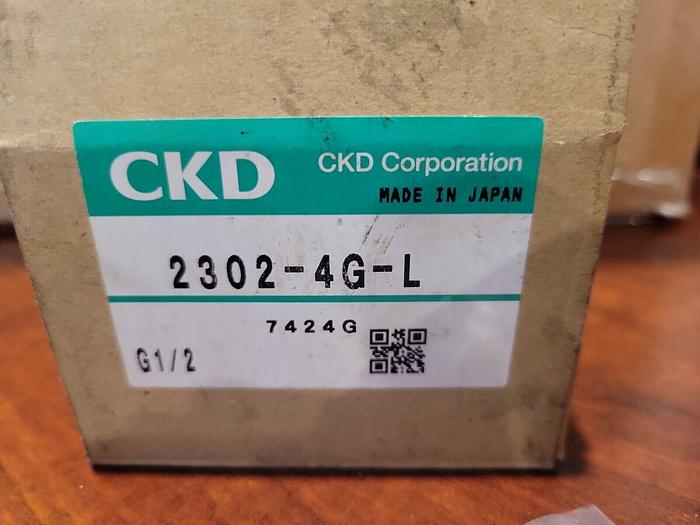 CKD
CKD Corporation
MADE IN JAPAN
2302-4G-L
7424G
G1/2